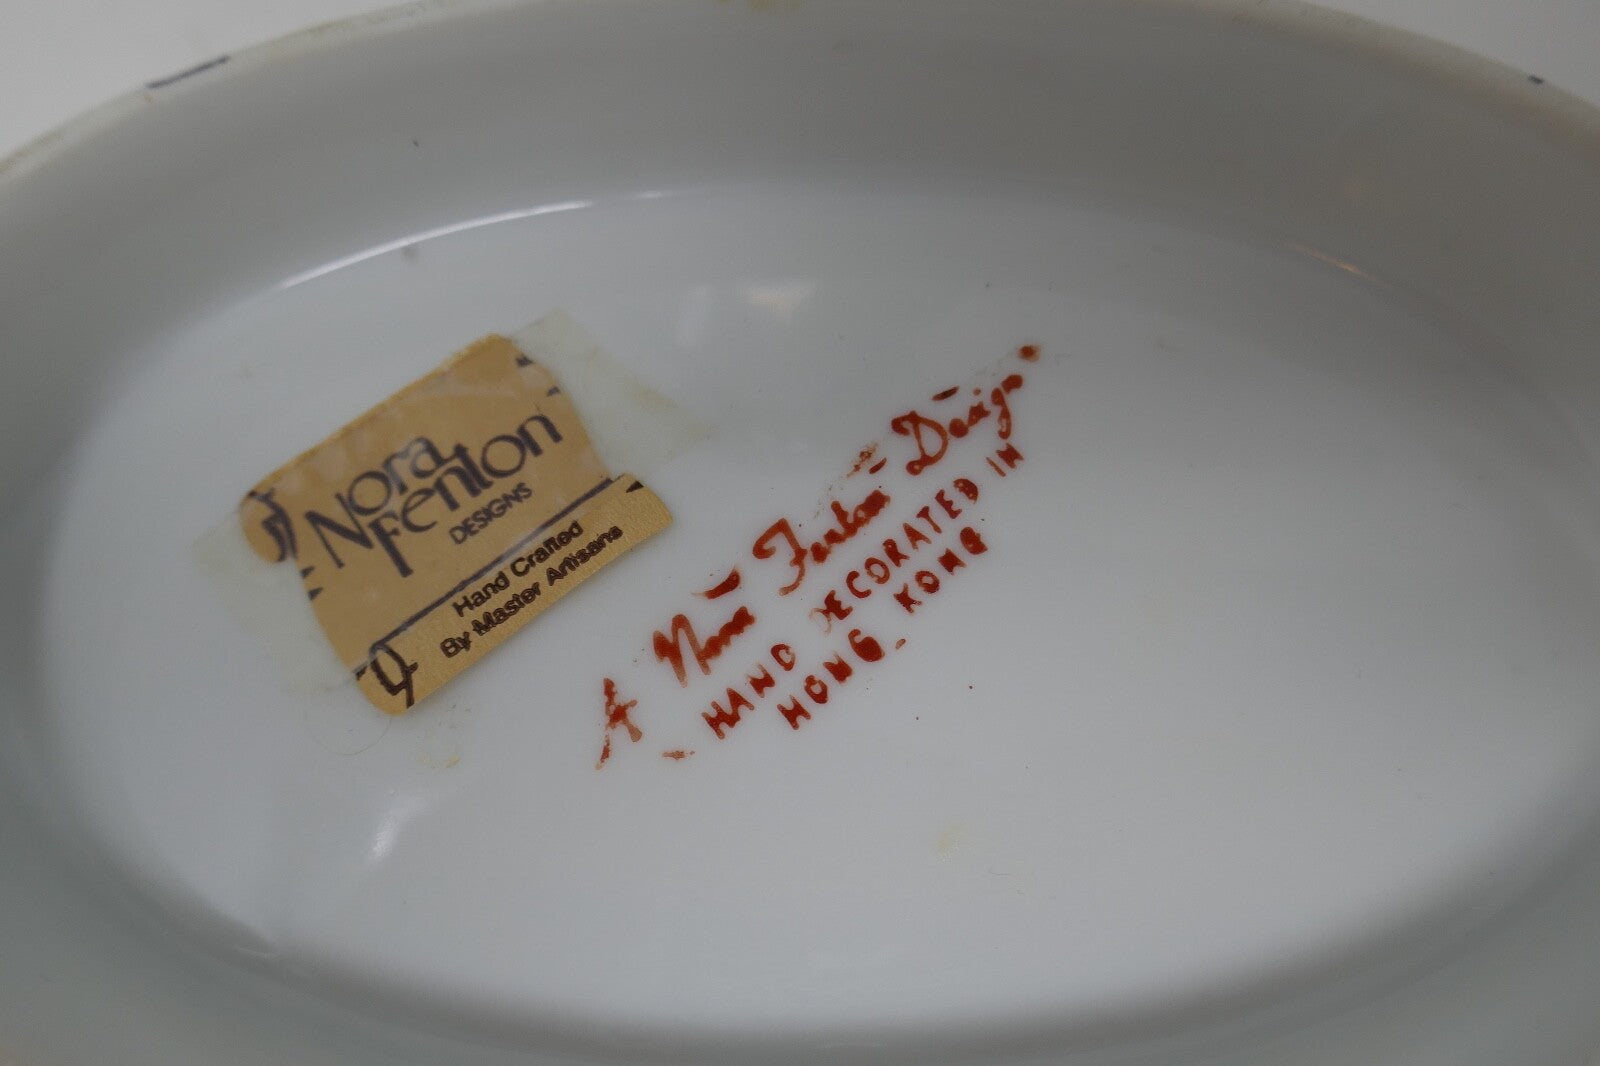 Nora
Fenton
DESIGNS
Hand Crafted
By Master Artisans
A Nora Fenton Design
HAND DECORATED IN
HONG KONG